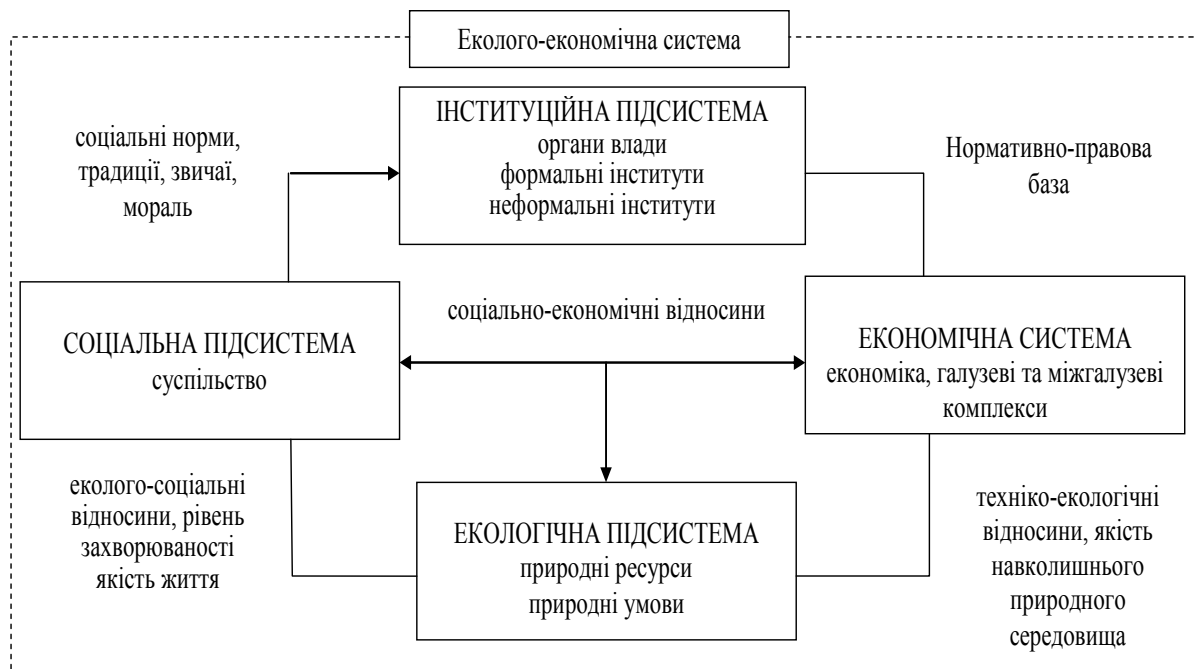 Еколого-економічна система
ІНСТИТУЦІЙНА ПІДСИСТЕМА
органи влади
формальні інститути
неформальні інститути
соціальні норми,
традиції, звичаї,
мораль
Нормативно-правова
база
соціально-економічні відносини
СОЦІАЛЬНА ПІДСИСТЕМА
суспільство
ЕКОНОМІЧНА СИСТЕМА
економіка, галузеві та міжгалузеві
комплекси
еколого-соціальні
відносини, рівень
захворюваності
якість життя
ЕКОЛОГІЧНА ПІДСИСТЕМА
природні ресурси
природні умови
техніко-екологічні
відносини, якість
навколишнього
природного
середовища